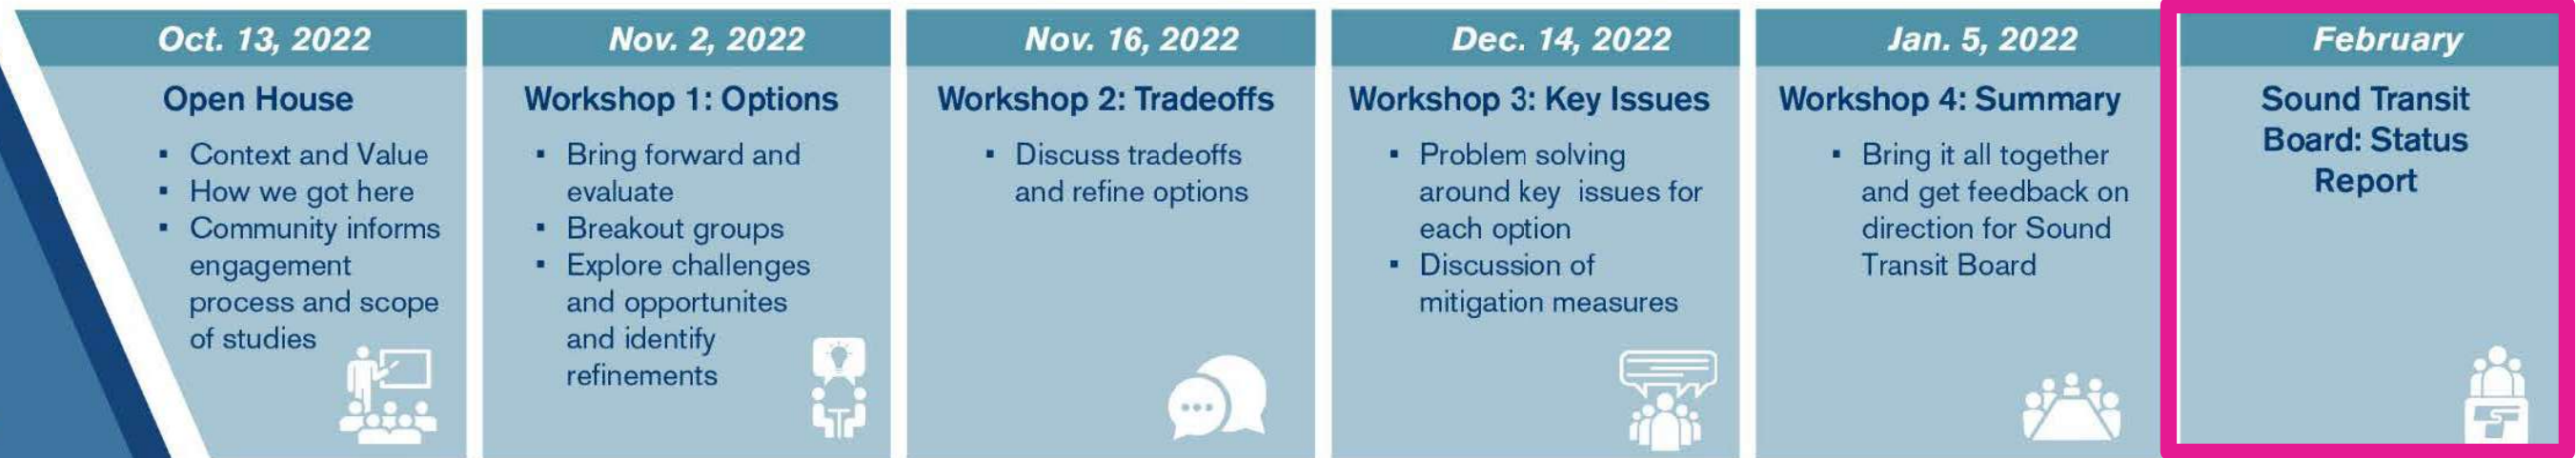 Oct. 13, 2022
Open House
▪ Context and Value
▪ How we got here
▪ Community informs
engagement
process and scope
of studies
Nov. 2, 2022
Workshop 1: Options
▪ Bring forward and
evaluate
▪ Breakout groups
▪ Explore challenges
and opportunites
and identify
refinements
Nov. 16, 2022
Workshop 2: Tradeoffs
▪ Discuss tradeoffs
and refine options
Dec. 14, 2022
Workshop 3: Key Issues
▪ Problem solving
around key issues for
each option
▪ Discussion of
mitigation measures
Jan. 5, 2022
Workshop 4: Summary
▪ Bring it all together
and get feedback on
direction for Sound
Transit Board
February
Sound Transit
Board: Status
Report